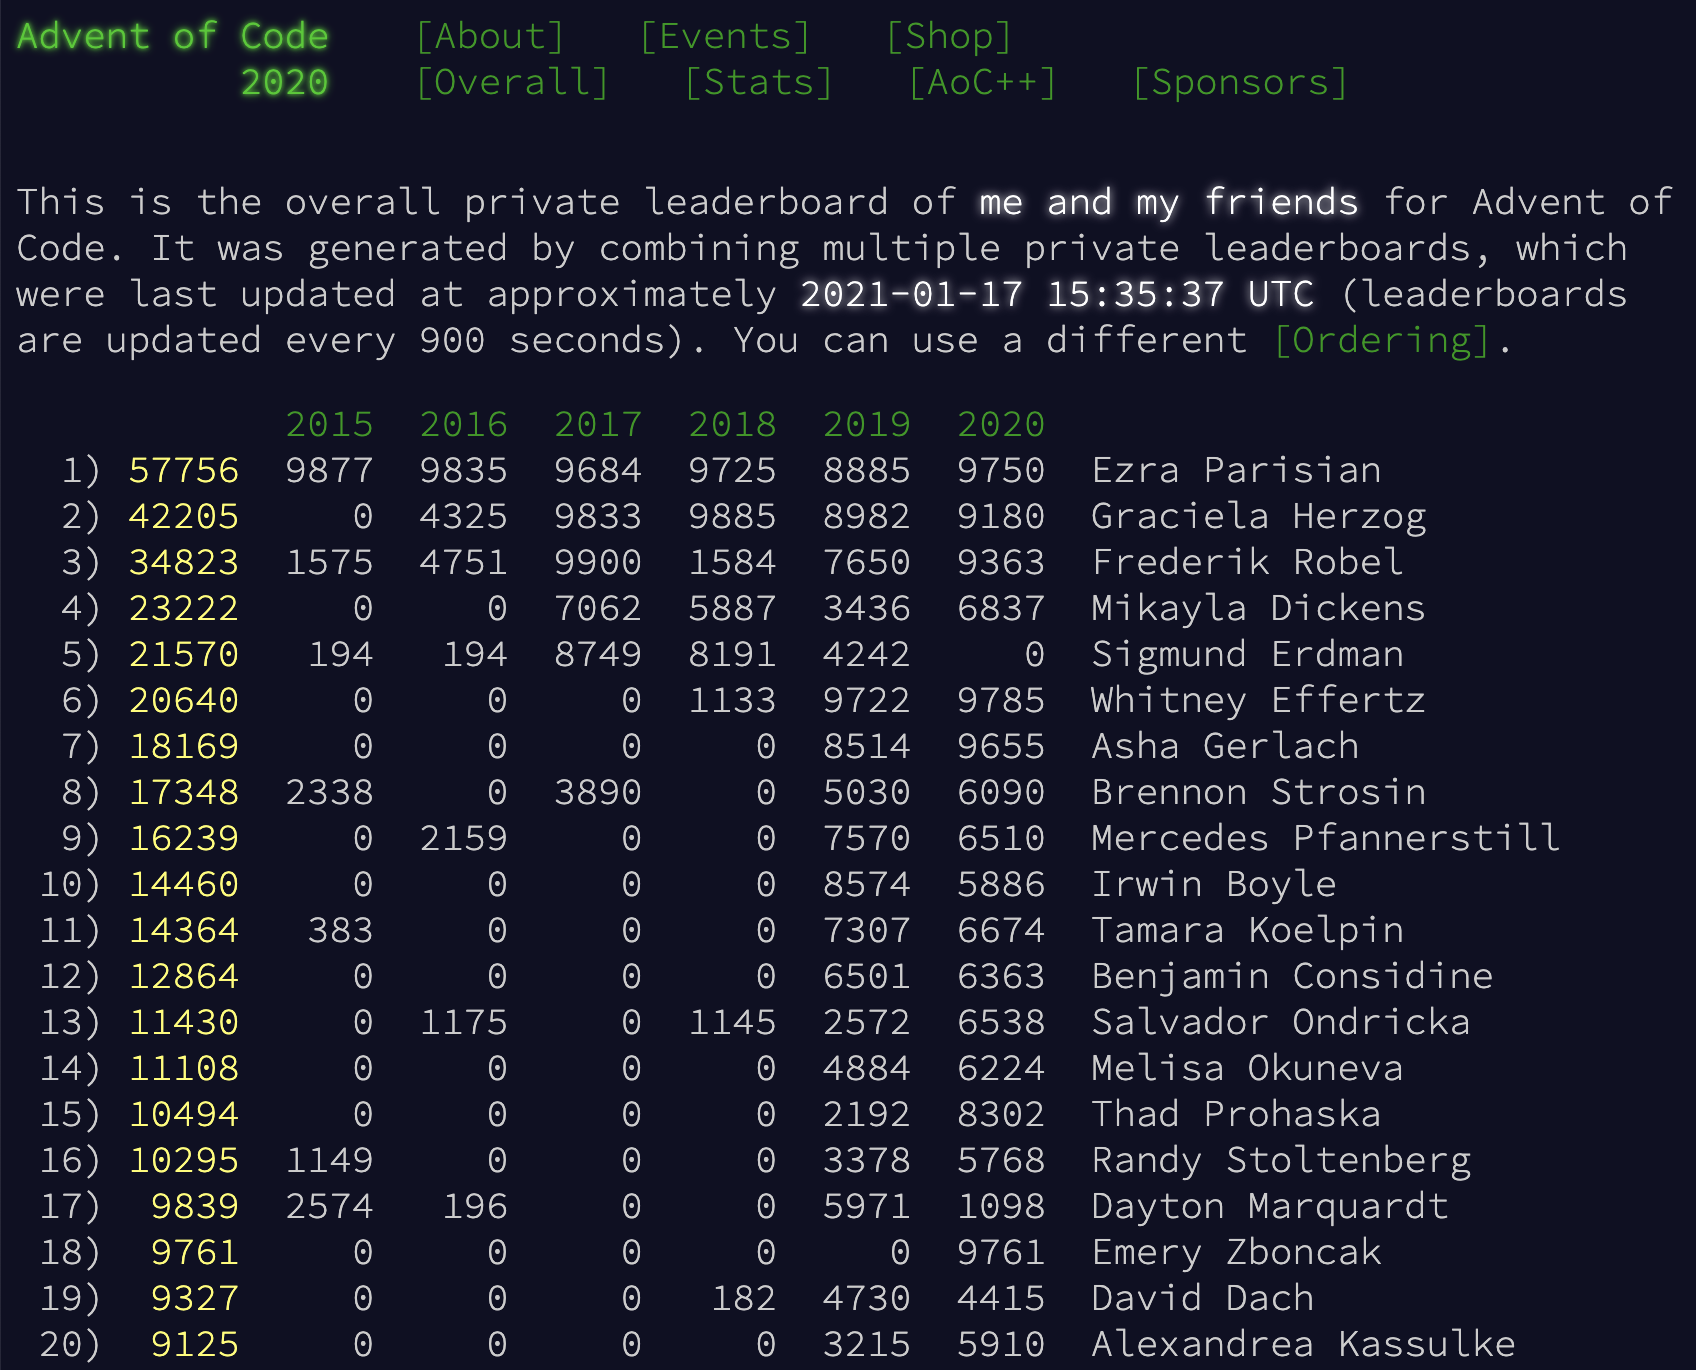 Advent of Code [About] [Events] [Shop]
2020 [Overall] [Stats] [AoC++] [Sponsors]
This is the overall private leaderboard of me and my friends for Advent of
Code. It was generated by combining multiple private leaderboards, which
were last updated at approximately 2021-01-17 15:35:37 UTC (leaderboards
are updated every 900 seconds). You can use a different [Ordering].
2015 2016 2017 2018 2019 2020
1) 57756 9877 9835 9684 9725 8885 9750 Ezra Parisian
2) 42205 0 4325 9833 9885 8982 9180 Graciela Herzog
3) 34823 1575 4751 9900 1584 7650 9363 Frederik Robel
4) 23222 0 0 7062 5887 3436 6837 Mikayla Dickens
5) 21570 194 194 8749 8191 4242 0 Sigmund Erdman
6) 20640 0 0 0 1133 9722 9785 Whitney Effertz
7) 18169 0 0 0 0 8514 9655 Asha Gerlach
8) 17348 2338 0 3890 0 5030 6090 Brennon Strosin
9) 16239 0 2159 0 0 7570 6510 Mercedes Pfannerstill
10) 14460 0 0 0 0 8574 5886 Irwin Boyle
11) 14364 383 0 0 0 7307 6674 Tamara Koelpin
12) 12864 0 0 0 0 6501 6363 Benjamin Considine
13) 11430 0 1175 0 1145 2572 6538 Salvador Ondricka
14) 11108 0 0 0 0 4884 6224 Melisa Okuneva
15) 10494 0 0 0 0 2192 8302 Thad Prohaska
16) 10295 1149 0 0 0 3378 5768 Randy Stoltenberg
17) 9839 2574 196 0 0 5971 1098 Dayton Marquardt
18) 9761 0 0 0 0 0 9761 Emery Zboncak
19) 9327 0 0 0 182 4730 4415 David Dach
20) 9125 0 0 0 0 3215 5910 Alexandrea Kassulke